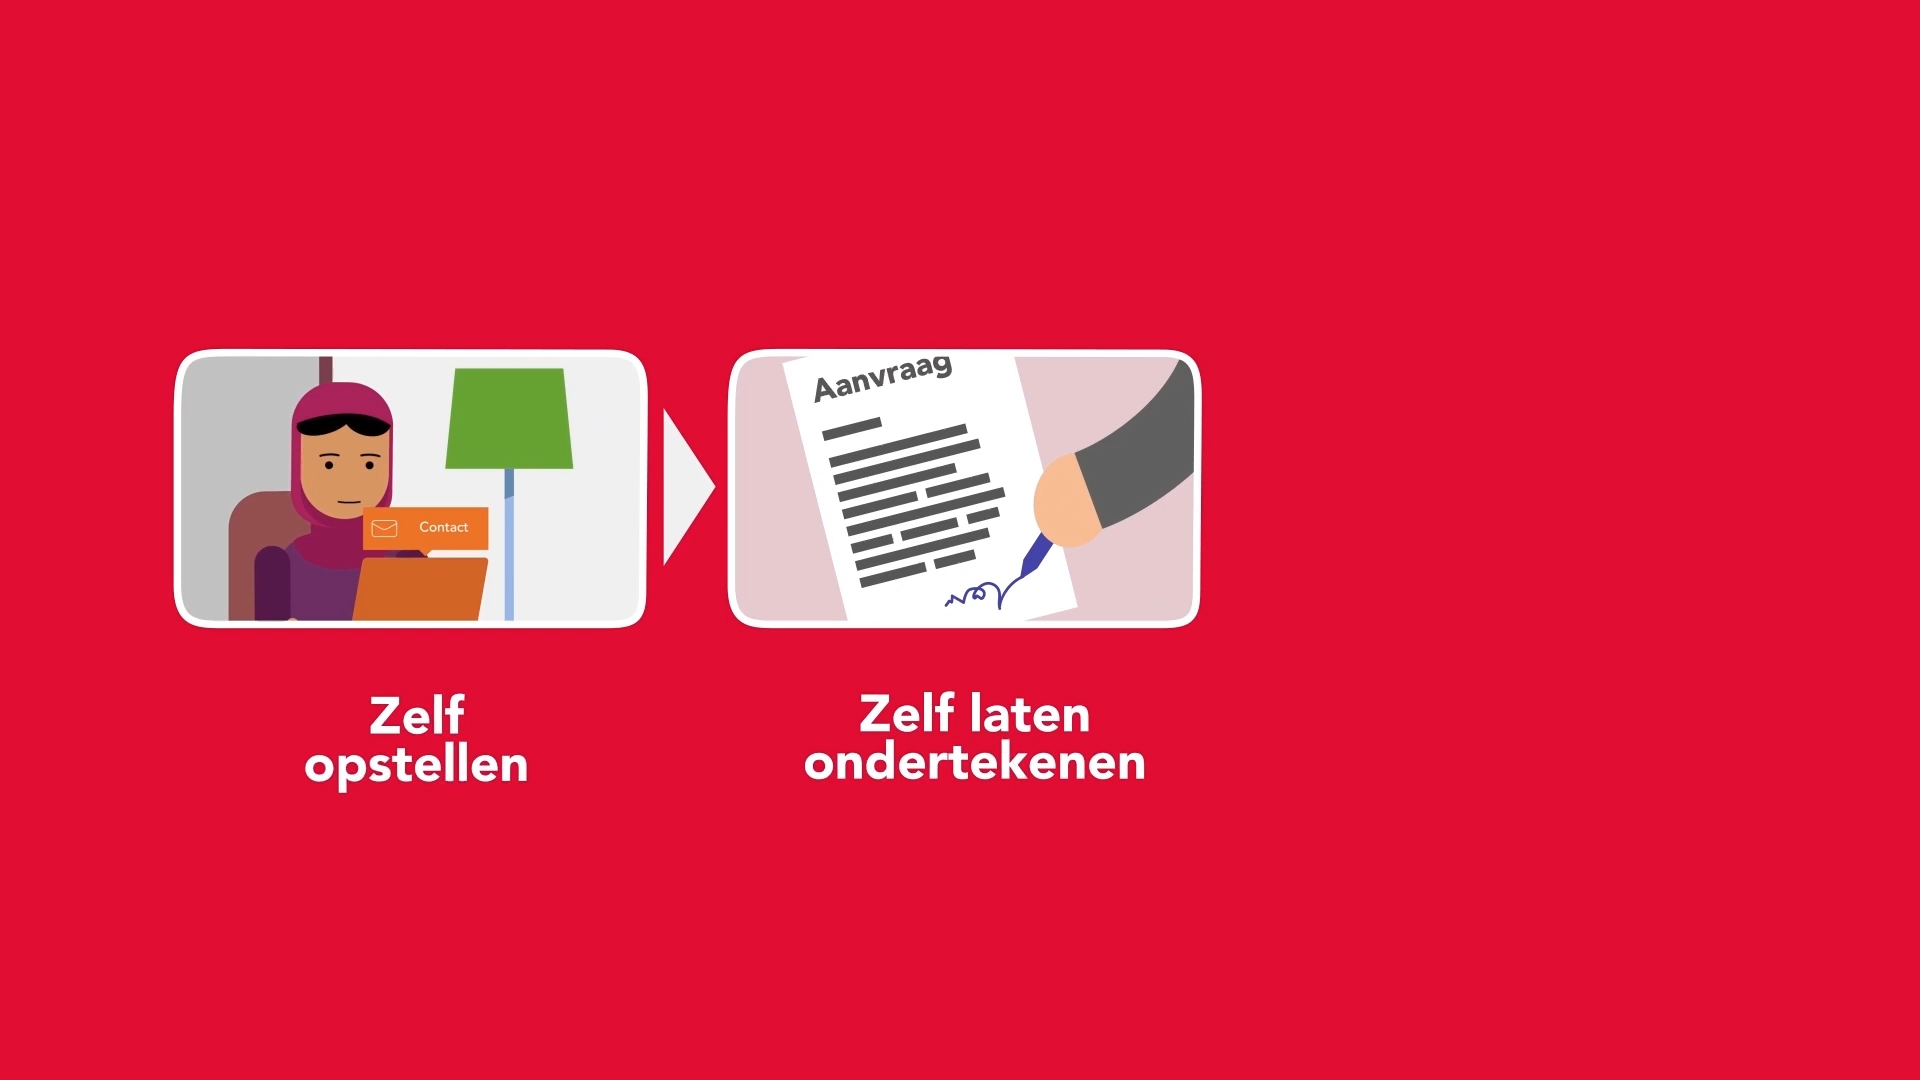 Contact
Aanvraag
Zelf
opstellen
Zelf laten
ondertekenen